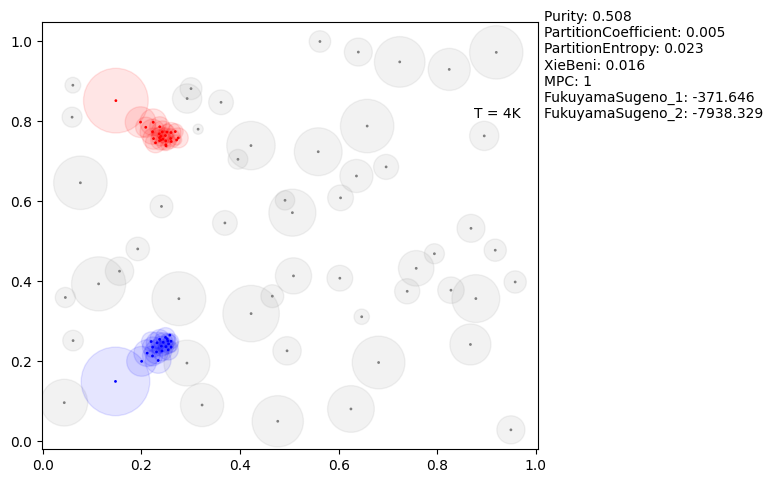 Purity: 0.508
PartitionCoefficient: 0.005
PartitionEntropy: 0.023
XieBeni: 0.016
MPC: 1
FukuyamaSugeno_1: -371.646
FukuyamaSugeno_2: -7938.329
T = 4K
1.0
0.8
0.6
0.4
0.2
0.0
0.0 0.2 0.4 0.6 0.8 1.0